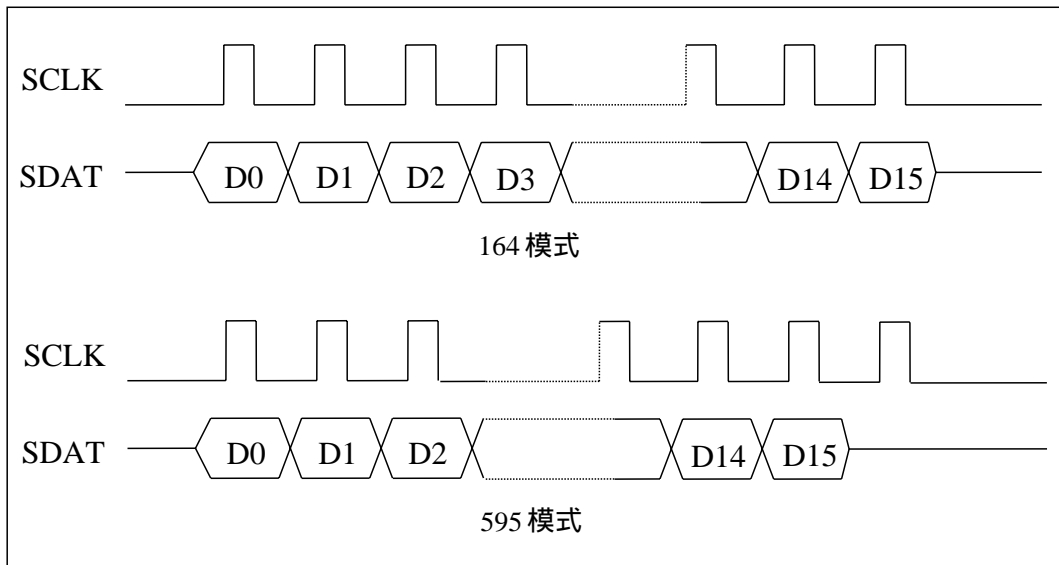 SCLK
SDAT D0 D1 D2 D3 D14 D15
164 模式
SCLK
SDAT D0 D1 D2 D14 D15
595 模式